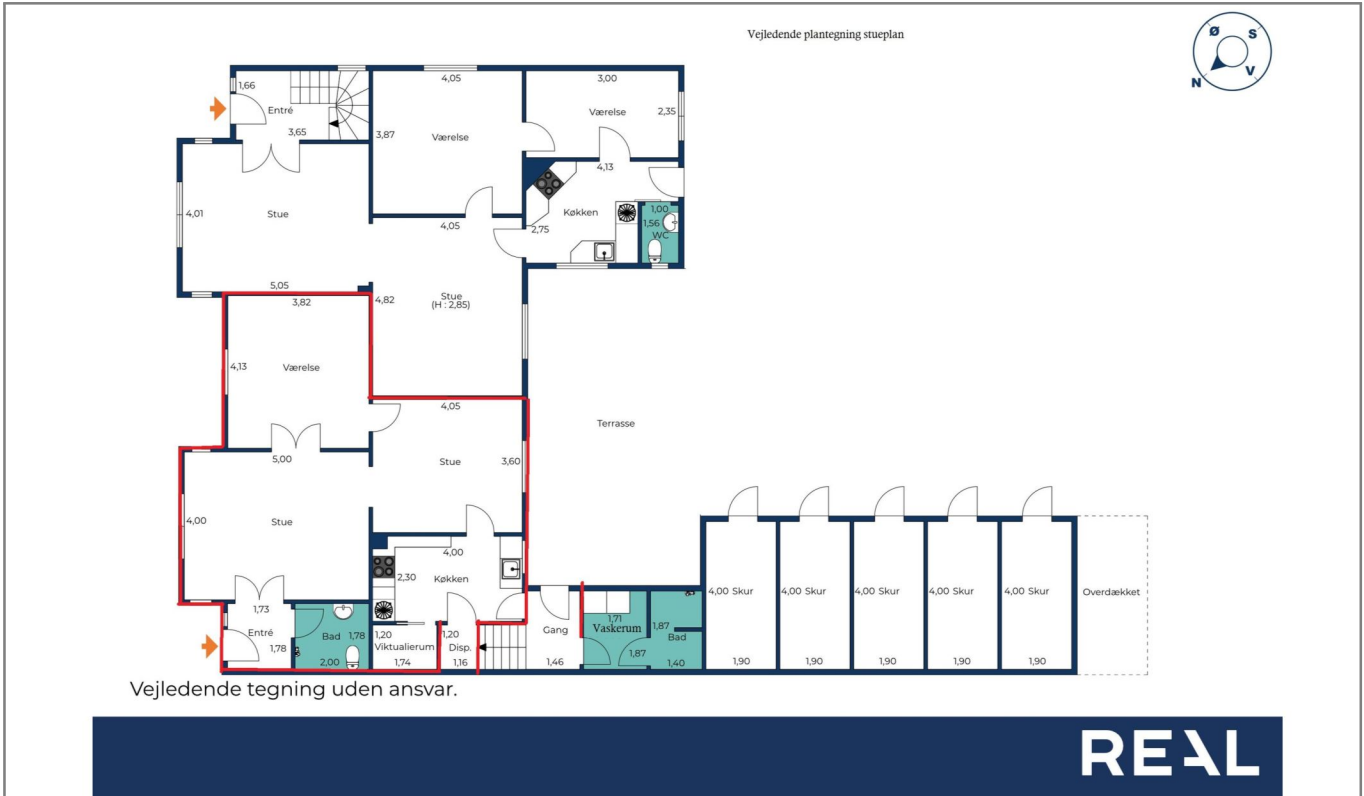 Vejledende plantegning stueplan
Ø
S
N
V
1,66
Entré
3,65
4,05
3,87
Værelse
3,00
Værelse
2,35
4,01
Stue
5,05
4,05
4,82
Stue
(H : 2,85)
4,13
Køkken
2,75
1,00
1,56
WC
3,82
4,13
Værelse
Terrasse
4,05
Stue
3,60
5,00
4,00
Stue
4,00
2,30
Køkken
1,73
Entré
1,78
Bad
1,78
2,00
1,20
Viktualierum
1,74
1,20
Disp.
1,16
Gang
1,46
1,71
Vaskerum
1,87
1,87
Bad
1,40
4,00 Skur
1,90
4,00 Skur
1,90
4,00 Skur
1,90
4,00 Skur
1,90
4,00 Skur
1,90
Overdækket
Vejledende tegning uden ansvar.
REAL